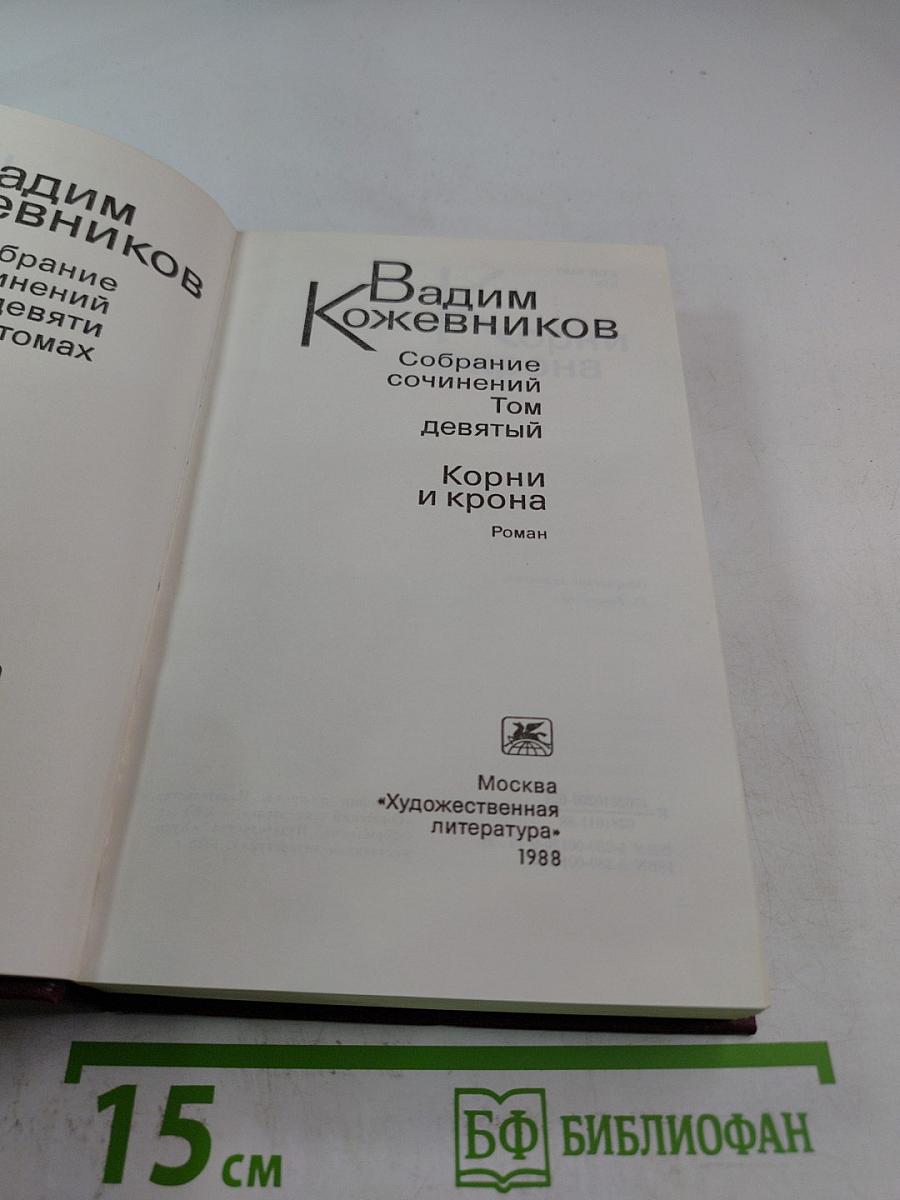 адим
евников
брание
инений
девяти
томах
Вадим
Кожевников
Собрание
сочинений
Том
девятый
Корни
и крона
Роман
Москва
«Художественная
литература»
1988
15 см
БФ БИБЛИОФАН